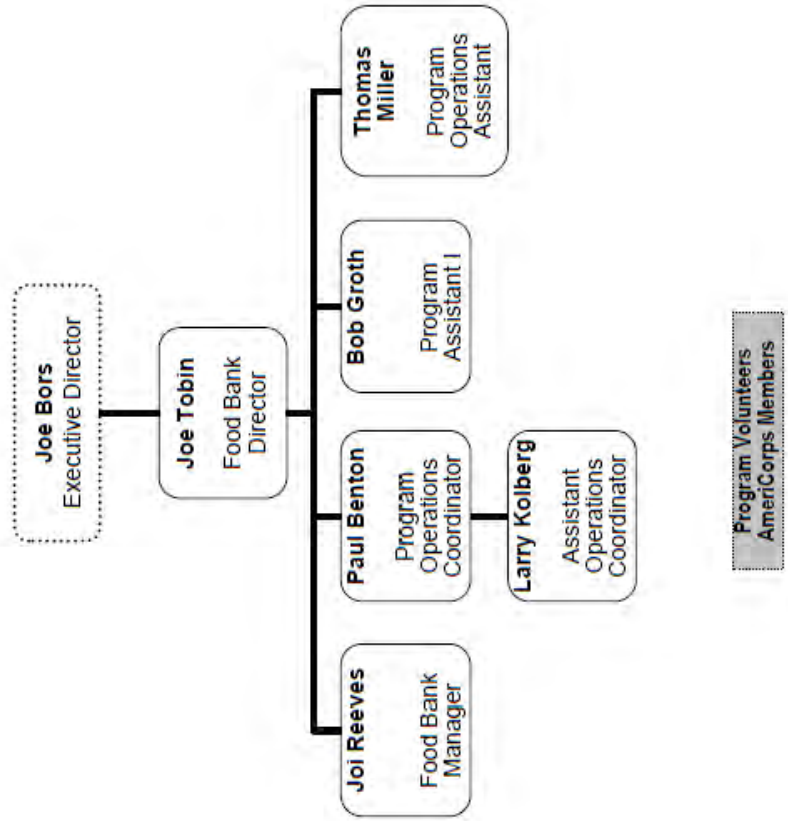 Joe Bors
Executive Director
Joe Tobin
Food Bank
Director
Joi Reeves
Food Bank
Manager
Paul Benton
Program
Operations
Coordinator
Bob Groth
Program
Assistant I
Thomas
Miller
Program
Operations
Assistant
Larry Kolberg
Assistant
Operations
Coordinator
Program Volunteers
AmeriCorps Members